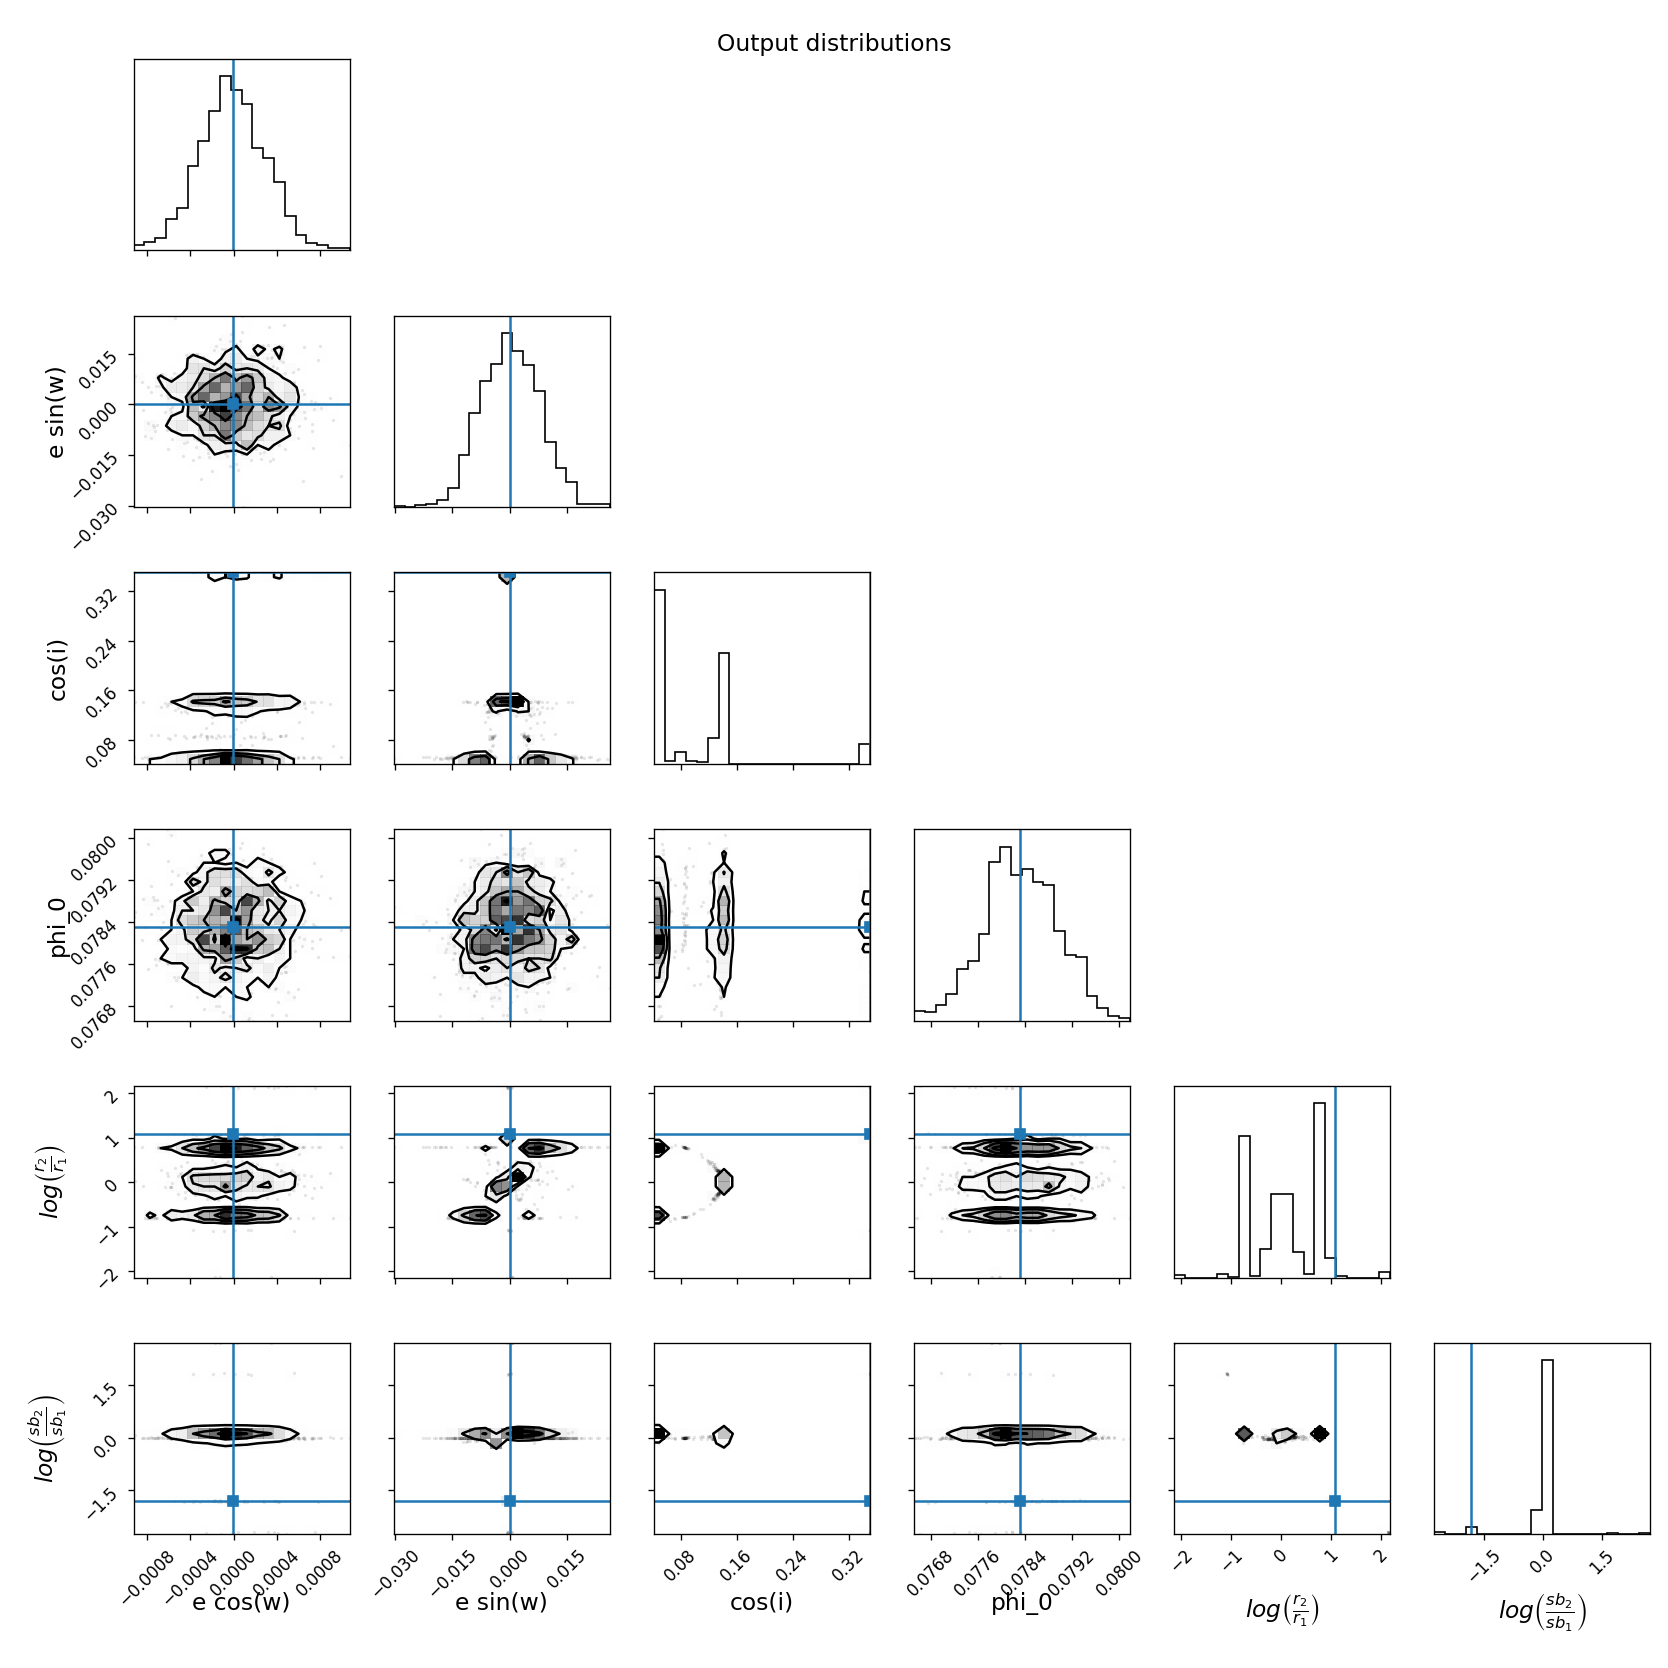 Output distributions
e sin(w)
0.015
0.000
−0.015
−0.030
cos(i)
0.32
0.24
0.16
0.08
phi_0
0.0800
0.0792
0.0784
0.0776
0.0768
log(r₂/r₁)
2
1
0
−1
−2
log(sb₂/sb₁)
1.5
0.0
−1.5
−0.0008 −0.0004 0.0000 0.0004 0.0008
−0.030 −0.015 0.000 0.015
0.08 0.16 0.24 0.32
0.0768 0.0776 0.0784 0.0792 0.0800
−2 −1 0 1 2
−1.5 0.0 1.5
e cos(w)
e sin(w)
cos(i)
phi_0
log(r₂/r₁)
log(sb₂/sb₁)